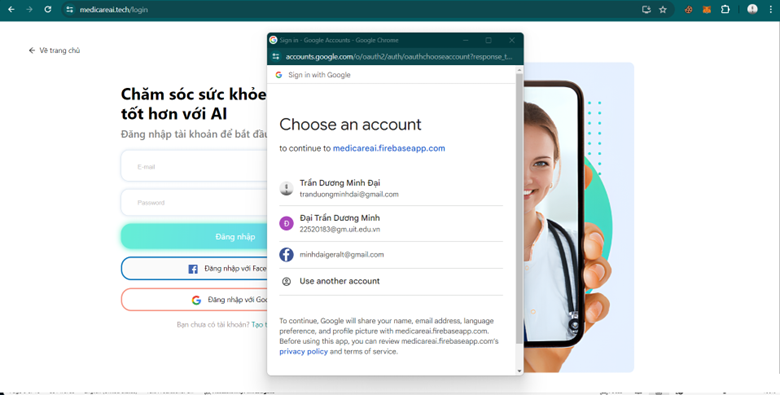 medicareai.tech/login
Sign in - Google Accounts - Google Chrome
accounts.google.com/o/oauth2/auth/oauthchooseaccount?response_t...
Sign in with Google
Choose an account
to continue to medicareai.firebaseapp.com
Trần Dương Minh Đại
tranduongminhdai@gmail.com
Đ
Đại Trần Dương Minh
22520183@gm.uit.edu.vn
minhdaigeralt@gmail.com
Use another account
To continue, Google will share your name, email address, language
preference, and profile picture with medicareai.firebaseapp.com.
Before using this app, you can review medicareai.firebaseapp.com's
privacy policy and terms of service.
Về trang chủ
Chăm sóc sức khỏe
tốt hơn với AI
Đăng nhập tài khoản để bắt đầu
E-mail
Password
Đăng nhập
Đăng nhập với Face
Đăng nhập với Goo
Bạn chưa có tài khoản? Tạo t